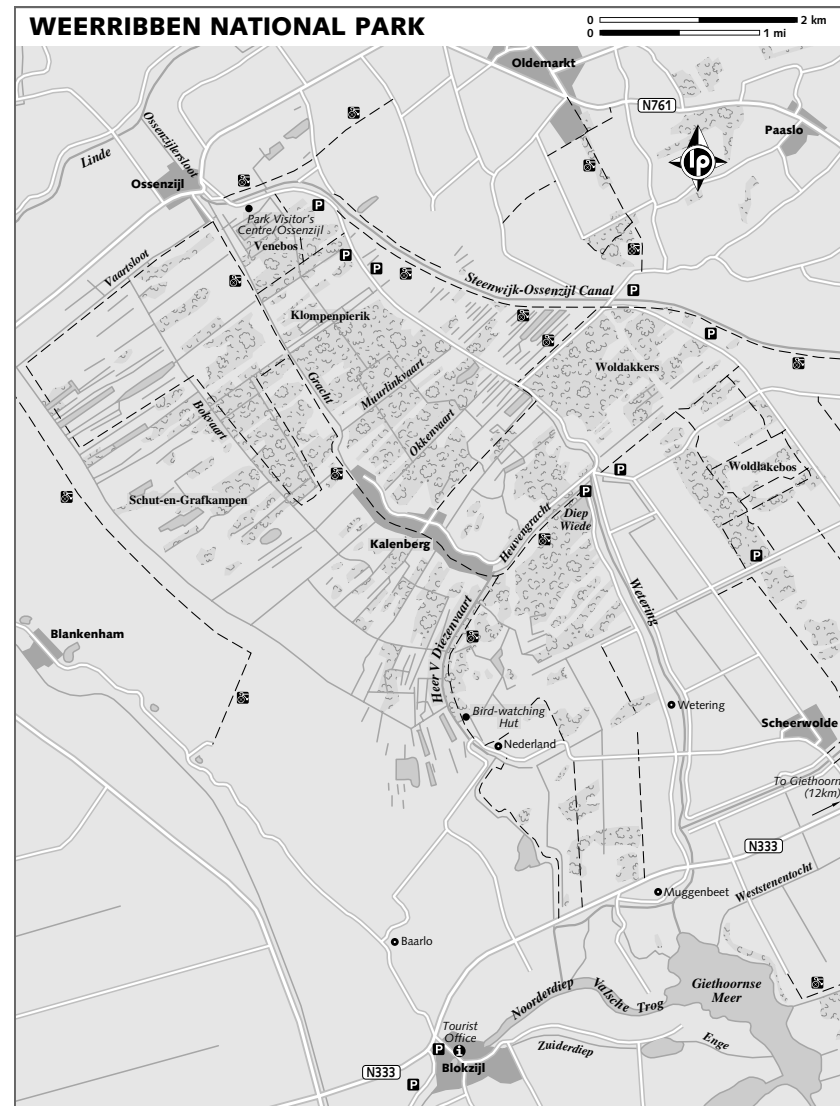 WEERRIBBEN NATIONAL PARK
0 2 km
0 1 mi
Oldemarkt
N761
Paaslo
lp
Linde
Ossenzijlersloot
Ossenzijl
P
Park Visitor's
Centre/Ossenzijl
Venebos
P
P
Vaartsloot
Steenwijk-Ossenzijl Canal
P
Klompenpierik
P
Woldakkers
Muurlinkvaart
Gracht
Bokvaart
Okkenvaart
Woldlakebos
P
Schut-en-Grafkampen
P
Diep
Wiede
Kalenberg
Heuvengracht
P
Wetering
Blankenham
Heer V Diezenvaart
Bird-watching
Hut
Wetering
Nederland
Scheerwolde
To Giethoorn
(12km)
N333
Muggenbeet
Weststenentocht
Baarlo
Giethoornse
Meer
Noorderdiep
Valsche Trog
Tourist
Office
P
i
Zuiderdiep
Enge
Blokzijl
N333
P